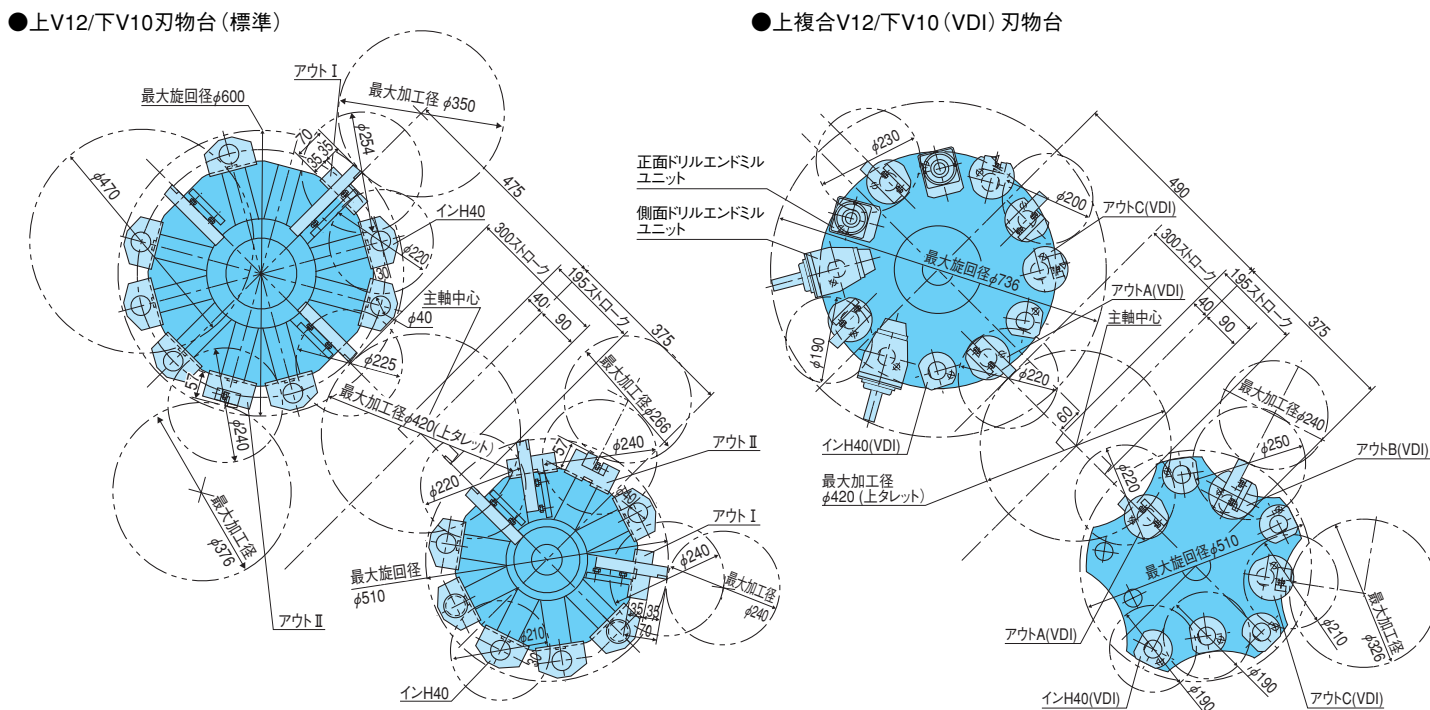 ●上V12/下V10刃物台(標準)
アウトⅠ
最大加工径 φ350
最大旋回径φ600
70
35
35
φ254
475
φ470
インH40
φ220
300ストローク
195ストローク
30
主軸中心
φ40
40
90
375
φ225
最大加工径φ420(上タレット)
最大加工径φ266
φ240
最大加工径
φ376
アウトⅡ
57
φ240
アウトⅡ
φ220
φ40
アウトⅠ
φ240
最大旋回径
φ510
最大加工径
φ240
35
35
70
φ210
インH40
●上複合V12/下V10(VDI)刃物台
φ230
正面ドリルエンドミル
ユニット
側面ドリルエンドミル
ユニット
490
φ200
アウトC(VDI)
300ストローク
最大旋回径φ736
195ストローク
アウトA(VDI)
主軸中心
40
90
375
φ190
φ220
60
最大加工径
φ240
インH40(VDI)
最大加工径
φ420(上タレット)
φ250
アウトB(VDI)
φ220
最大旋回径φ510
最大加工径
φ326
アウトA(VDI)
φ210
φ190
φ190
インH40(VDI)
アウトC(VDI)